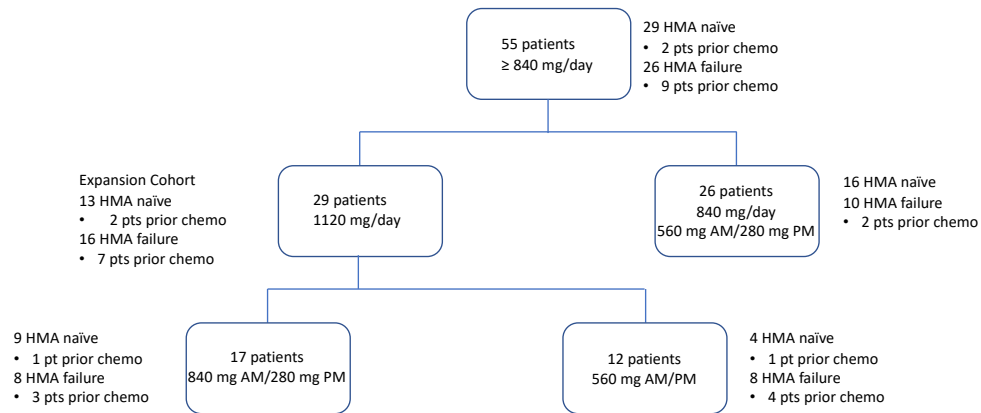 55 patients
≥ 840 mg/day
29 HMA naïve
• 2 pts prior chemo
26 HMA failure
• 9 pts prior chemo
Expansion Cohort
13 HMA naïve
• 2 pts prior chemo
16 HMA failure
• 7 pts prior chemo
29 patients
1120 mg/day
26 patients
840 mg/day
560 mg AM/280 mg PM
16 HMA naïve
10 HMA failure
• 2 pts prior chemo
9 HMA naïve
• 1 pt prior chemo
8 HMA failure
• 3 pts prior chemo
17 patients
840 mg AM/280 mg PM
12 patients
560 mg AM/PM
4 HMA naïve
• 1 pt prior chemo
8 HMA failure
• 4 pts prior chemo